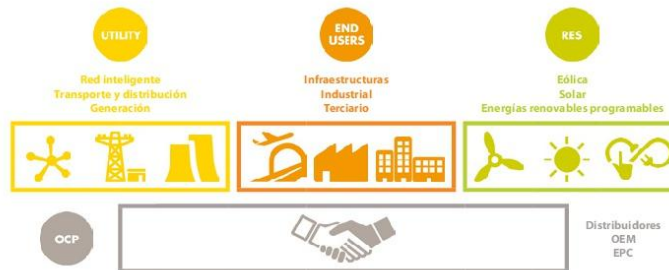 UTILITY
Red inteligente
Transporte y distribución
Generación
END
USERS
Infraestructuras
Industrial
Terciario
RES
Eólica
Solar
Energías renovables programables
OCP
Distribuidores
OEM
EPC